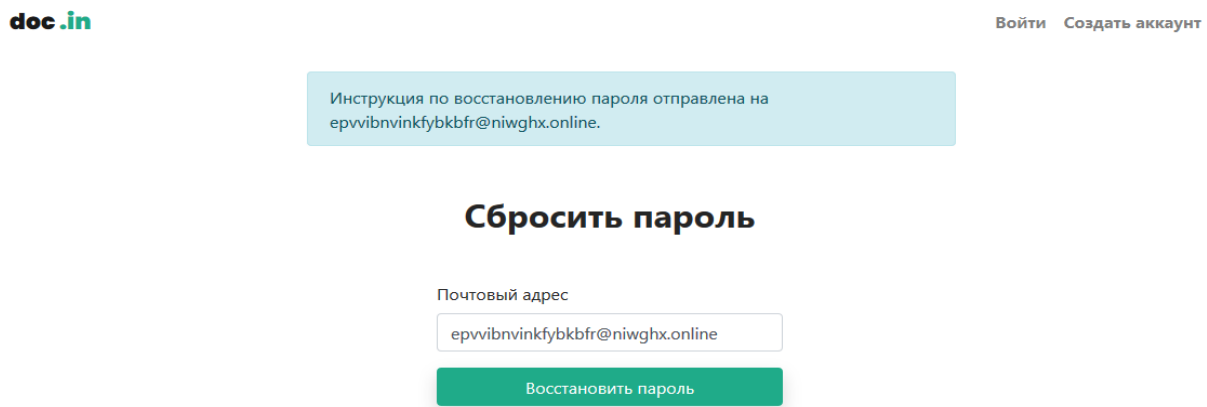 doc.in
Войти Создать аккаунт
Инструкция по восстановлению пароля отправлена на
epvvibnvinkfybkbfr@niwghx.online.
Сбросить пароль
Почтовый адрес
epvvibnvinkfybkbfr@niwghx.online
Восстановить пароль